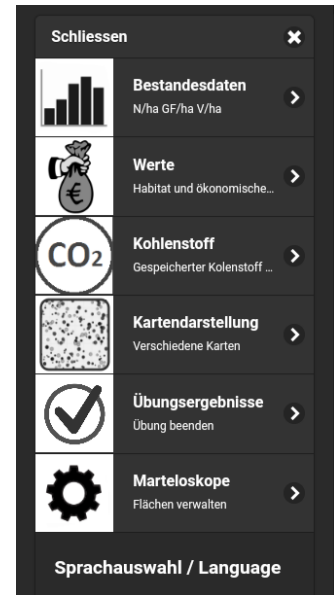 Schliessen
Bestandesdaten
N/ha GF/ha V/ha
Werte
Habitat und ökonomische...
€
Kohlenstoff
CO2
Gespeicherter Kolenstoff ...
Kartendarstellung
Verschiedene Karten
Übungsergebnisse
Übung beenden
Marteloskope
Flächen verwalten
Sprachauswahl / Language